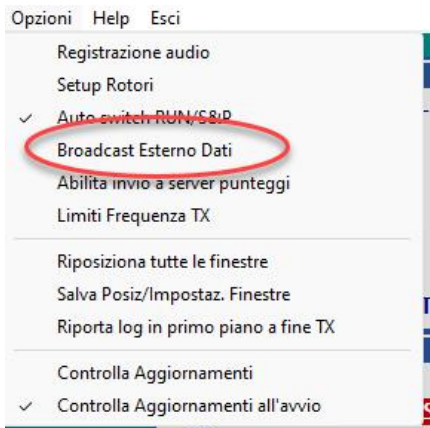 Opzioni Help Esci
Registrazione audio
Setup Rotori
Auto switch RUN/S&P
Broadcast Esterno Dati
Abilita invio a server punteggi
Limiti Frequenza TX
Riposiziona tutte le finestre
Salva Posiz/Impostaz. Finestre
Riporta log in primo piano a fine TX
Controlla Aggiornamenti
Controlla Aggiornamenti all'avvio